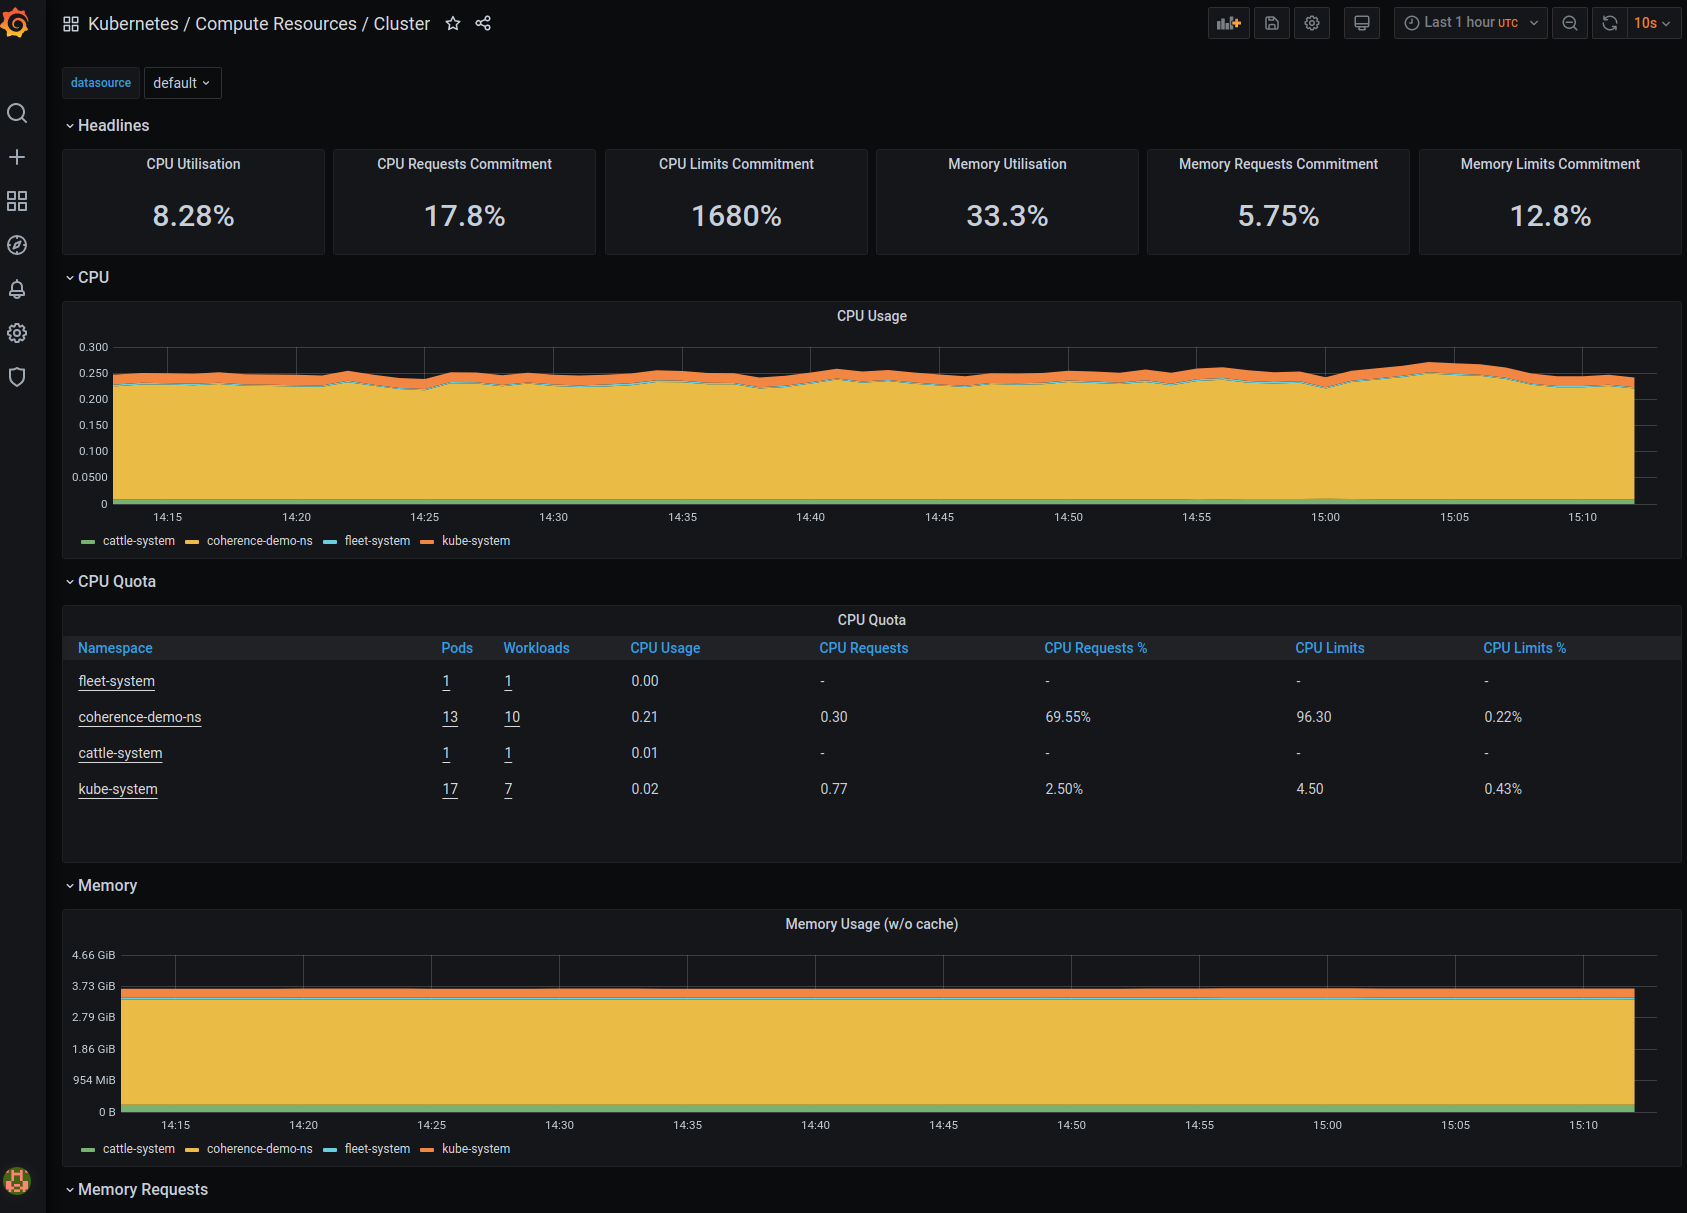 Kubernetes / Compute Resources / Cluster
Last 1 hour UTC
10s
datasource default
Headlines
CPU Utilisation CPU Requests Commitment CPU Limits Commitment Memory Utilisation Memory Requests Commitment Memory Limits Commitment
8.28% 17.8% 1680% 33.3% 5.75% 12.8%
CPU
CPU Usage
0.300
0.250
0.200
0.150
0.100
0.0500
0
14:15 14:20 14:25 14:30 14:35 14:40 14:45 14:50 14:55 15:00 15:05 15:10
cattle-system coherence-demo-ns fleet-system kube-system
CPU Quota
CPU Quota
Namespace Pods Workloads CPU Usage CPU Requests CPU Requests % CPU Limits CPU Limits %
fleet-system 1 1 0.00 - - - -
coherence-demo-ns 13 10 0.21 0.30 69.55% 96.30 0.22%
cattle-system 1 1 0.01 - - - -
kube-system 17 7 0.02 0.77 2.50% 4.50 0.43%
Memory
Memory Usage (w/o cache)
4.66 GiB
3.73 GiB
2.79 GiB
1.86 GiB
954 MiB
0 B
14:15 14:20 14:25 14:30 14:35 14:40 14:45 14:50 14:55 15:00 15:05 15:10
cattle-system coherence-demo-ns fleet-system kube-system
Memory Requests